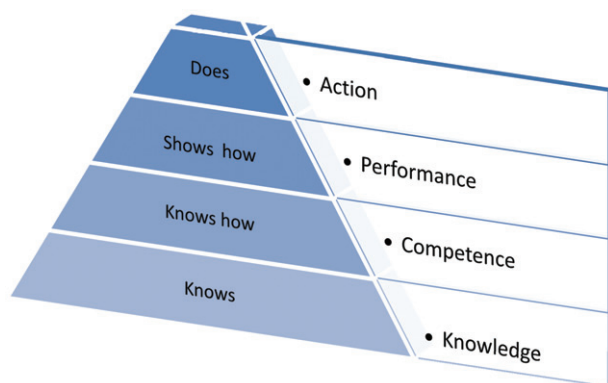 Does
• Action
Shows how
• Performance
Knows how
• Competence
Knows
• Knowledge